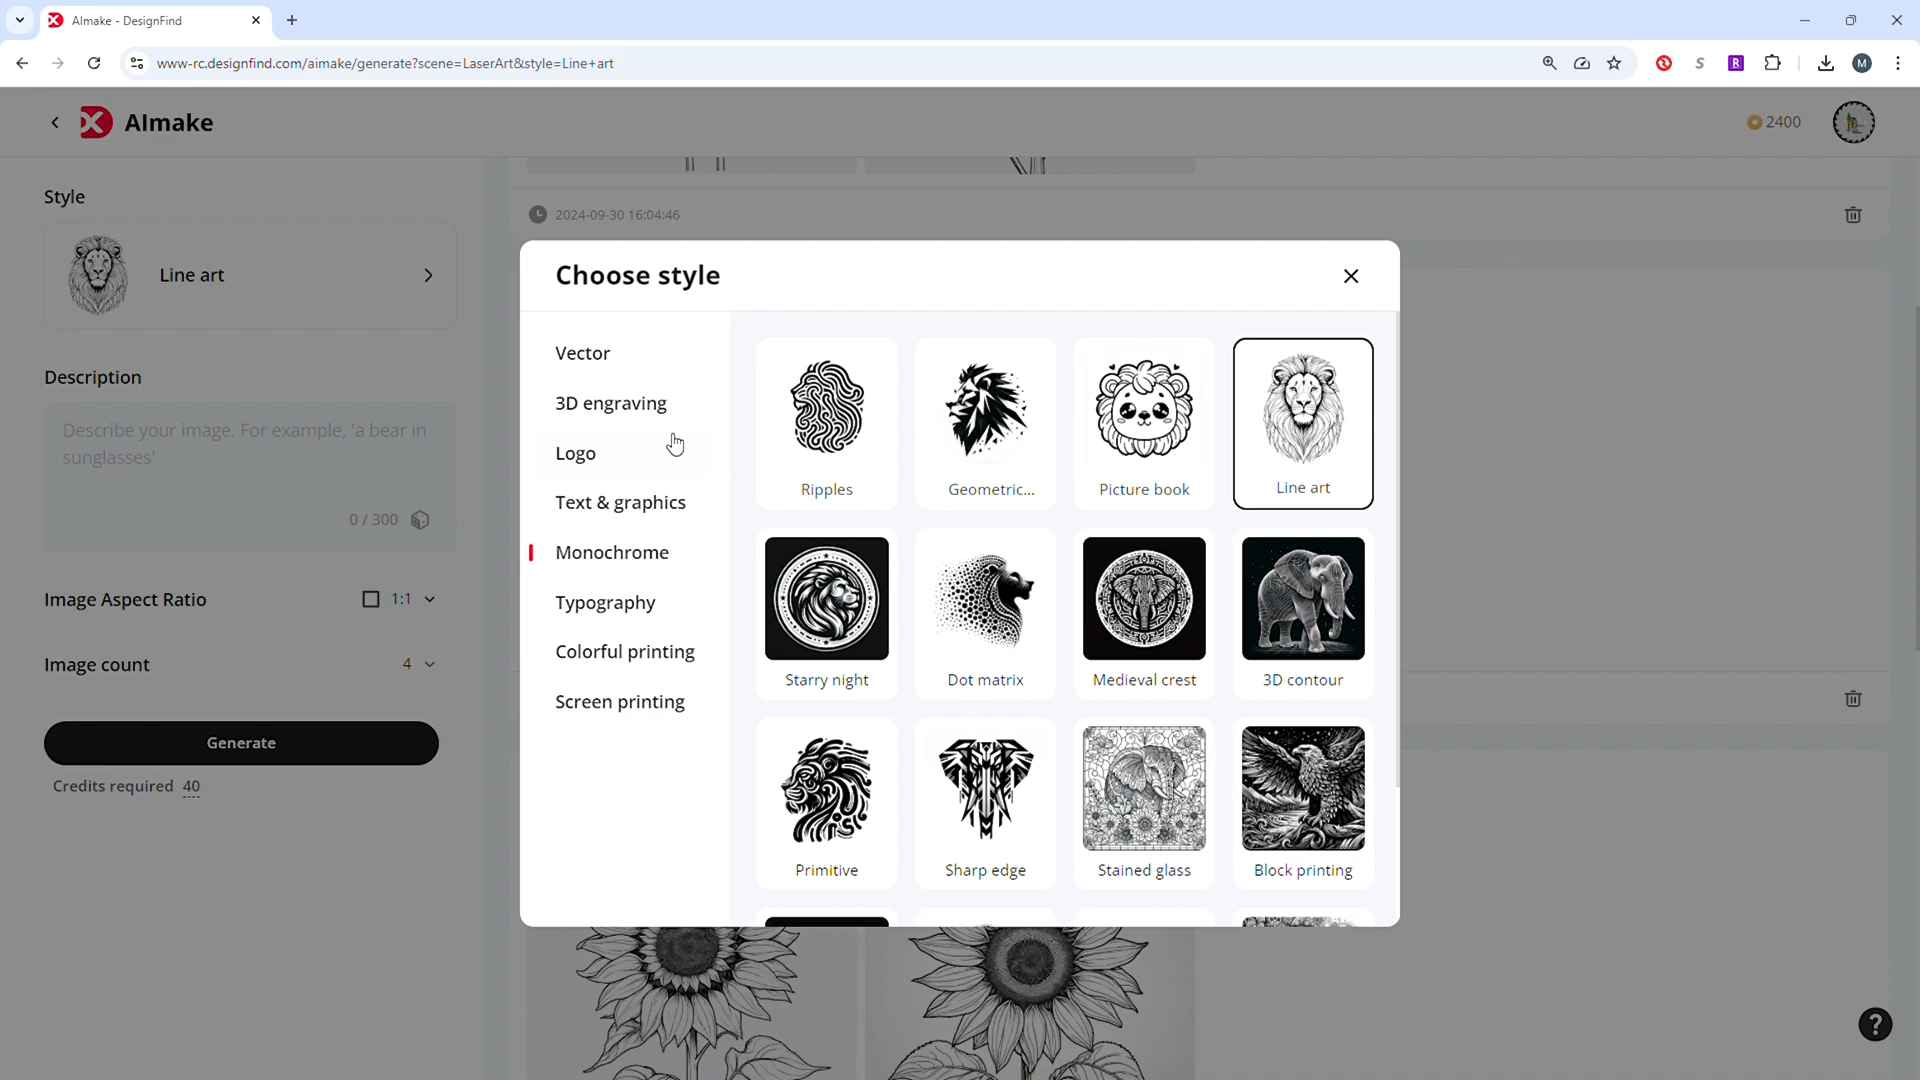 AImake - DesignFind
www-rc.designfind.com/aimake/generate?scene=LaserArt&style=Line+art
S
R
M
AImake
2400
Style
Line art
Description
Describe your image. For example, 'a bear in
sunglasses'
0 / 300
Image Aspect Ratio
1:1
Image count
4
Generate
Credits required 40
2024-09-30 16:04:46
Choose style
Vector
3D engraving
Logo
Text & graphics
Monochrome
Typography
Colorful printing
Screen printing
Ripples
Geometric...
Picture book
Line art
Starry night
Dot matrix
Medieval crest
3D contour
Primitive
Sharp edge
Stained glass
Block printing
?